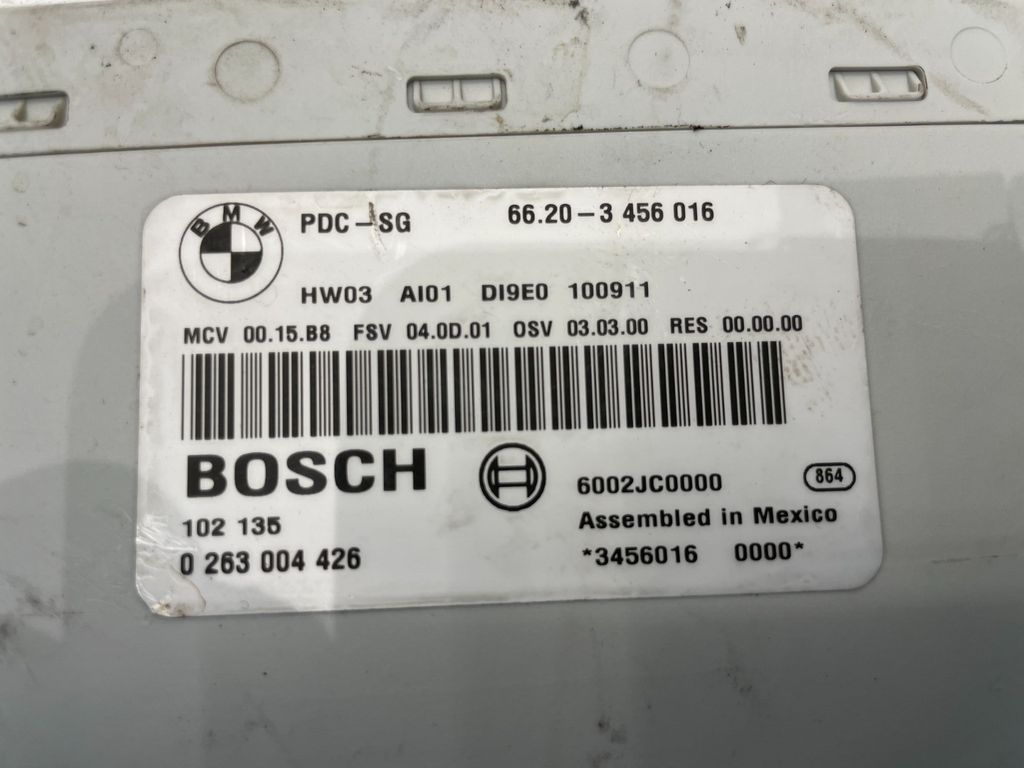 BMW
PDC-SG 66.20-3 456 016
HW03 AI01 DI9E0 100911
MCV 00.15.B8 FSV 04.0D.01 OSV 03.03.00 RES 00.00.00
BOSCH 6002JC0000 864
102 135 Assembled in Mexico
0 263 004 426 *3456016 0000*